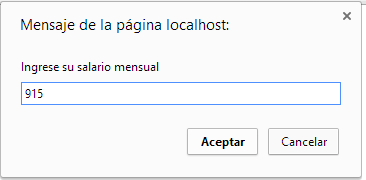 Mensaje de la página localhost:
Ingrese su salario mensual
915
Aceptar Cancelar